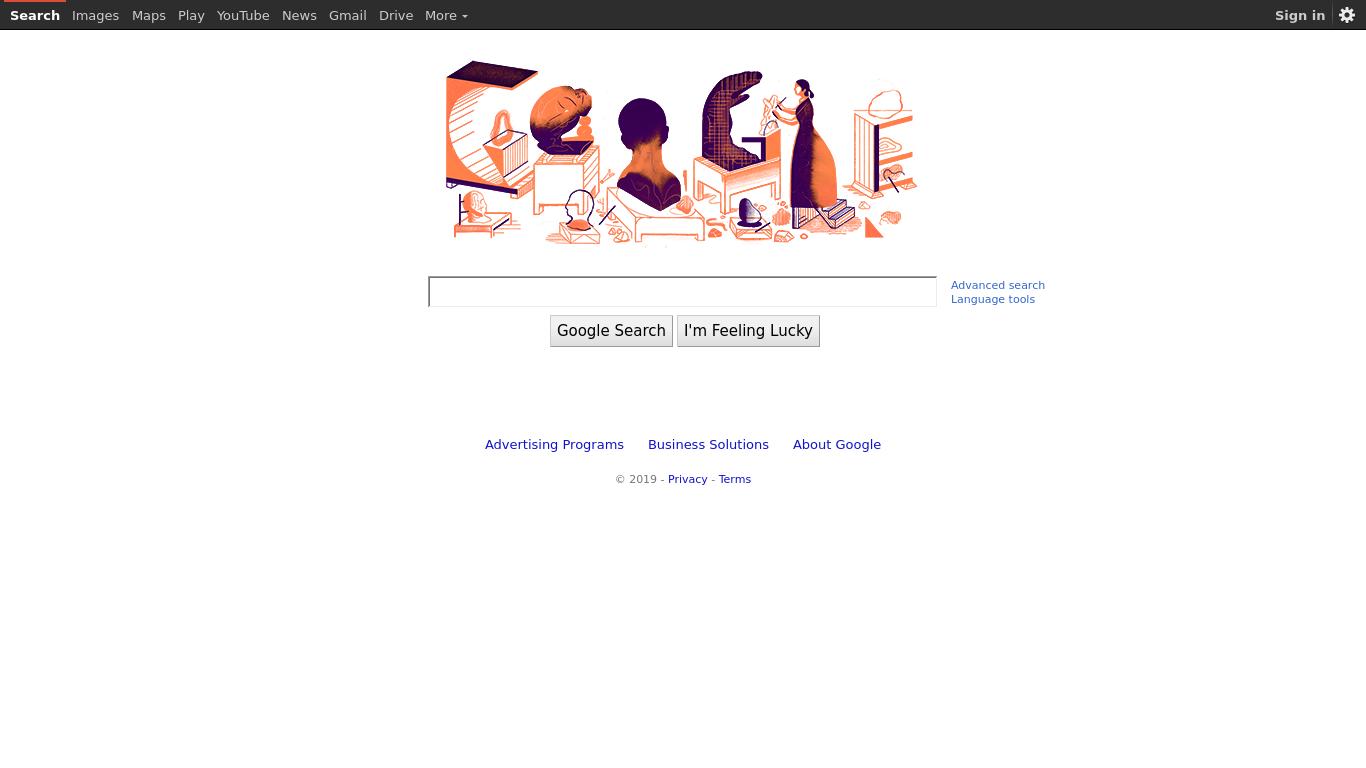 Search Images Maps Play YouTube News Gmail Drive More Sign in
Advanced search
Language tools
Google Search I'm Feeling Lucky
Advertising Programs Business Solutions About Google
© 2019 - Privacy - Terms